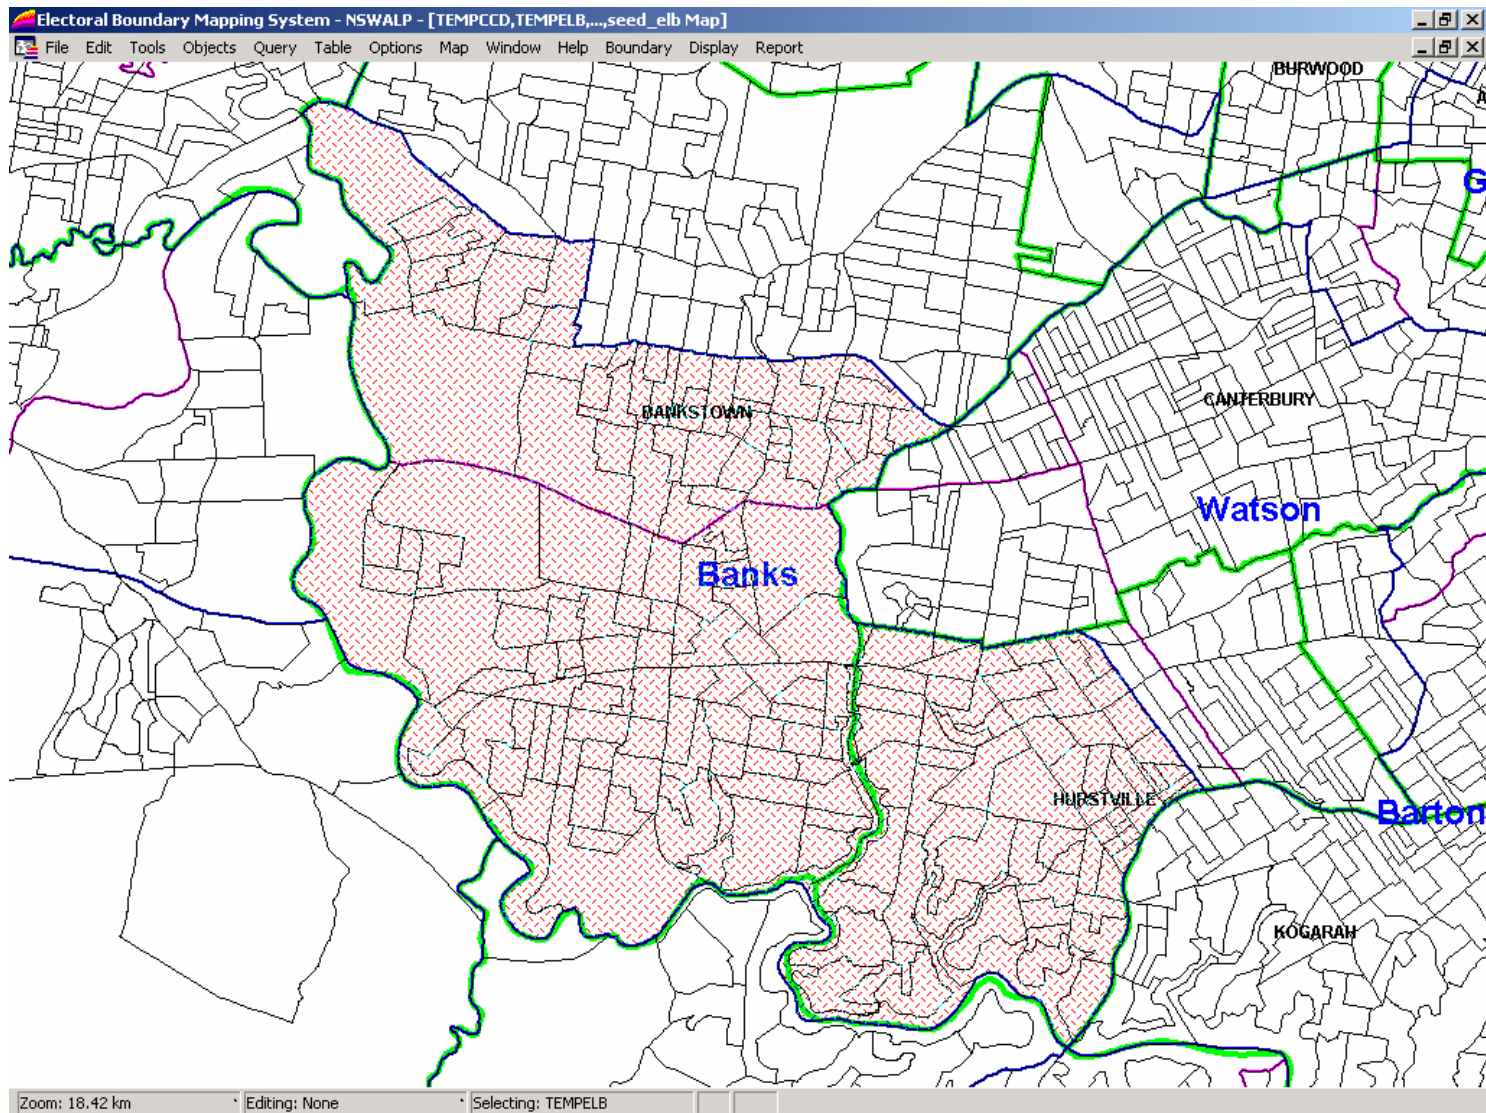 Electoral Boundary Mapping System - NSWALP - [TEMPCCD,TEMPELB,...,seed_elb Map]
File Edit Tools Objects Query Table Options Map Window Help Boundary Display Report
BURWOOD
A
G
BANKSTOWN
CANTERBURY
Watson
Banks
HURSTVILLE
Barton
KOGARAH
Zoom: 18.42 km Editing: None Selecting: TEMPELB